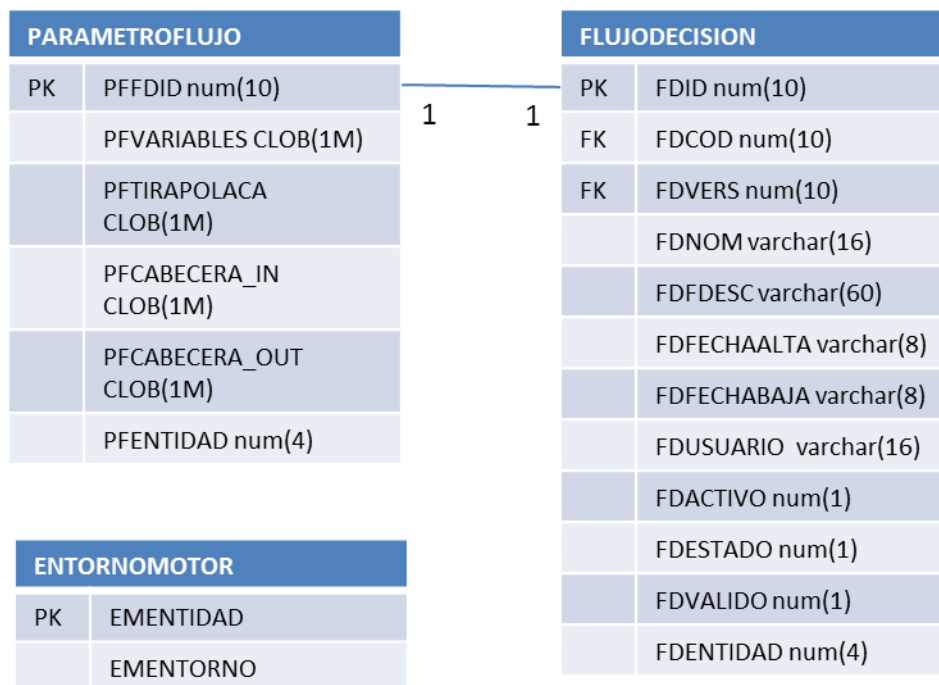 PARAMETROFLUJO
PK PFFDID num(10)
PFVARIABLES CLOB(1M)
PFTIRAPOLACA
CLOB(1M)
PFCABECERA_IN
CLOB(1M)
PFCABECERA_OUT
CLOB(1M)
PFENTIDAD num(4)
1 1
FLUJODECISION
PK FDID num(10)
FK FDCOD num(10)
FK FDVERS num(10)
FDNOM varchar(16)
FDFDESC varchar(60)
FDFECHAALTA varchar(8)
FDFECHABAJA varchar(8)
FDUSUARIO varchar(16)
FDACTIVO num(1)
FDESTADO num(1)
FDVALIDO num(1)
FDENTIDAD num(4)
ENTORNOMOTOR
PK EMENTIDAD
EMENTORNO